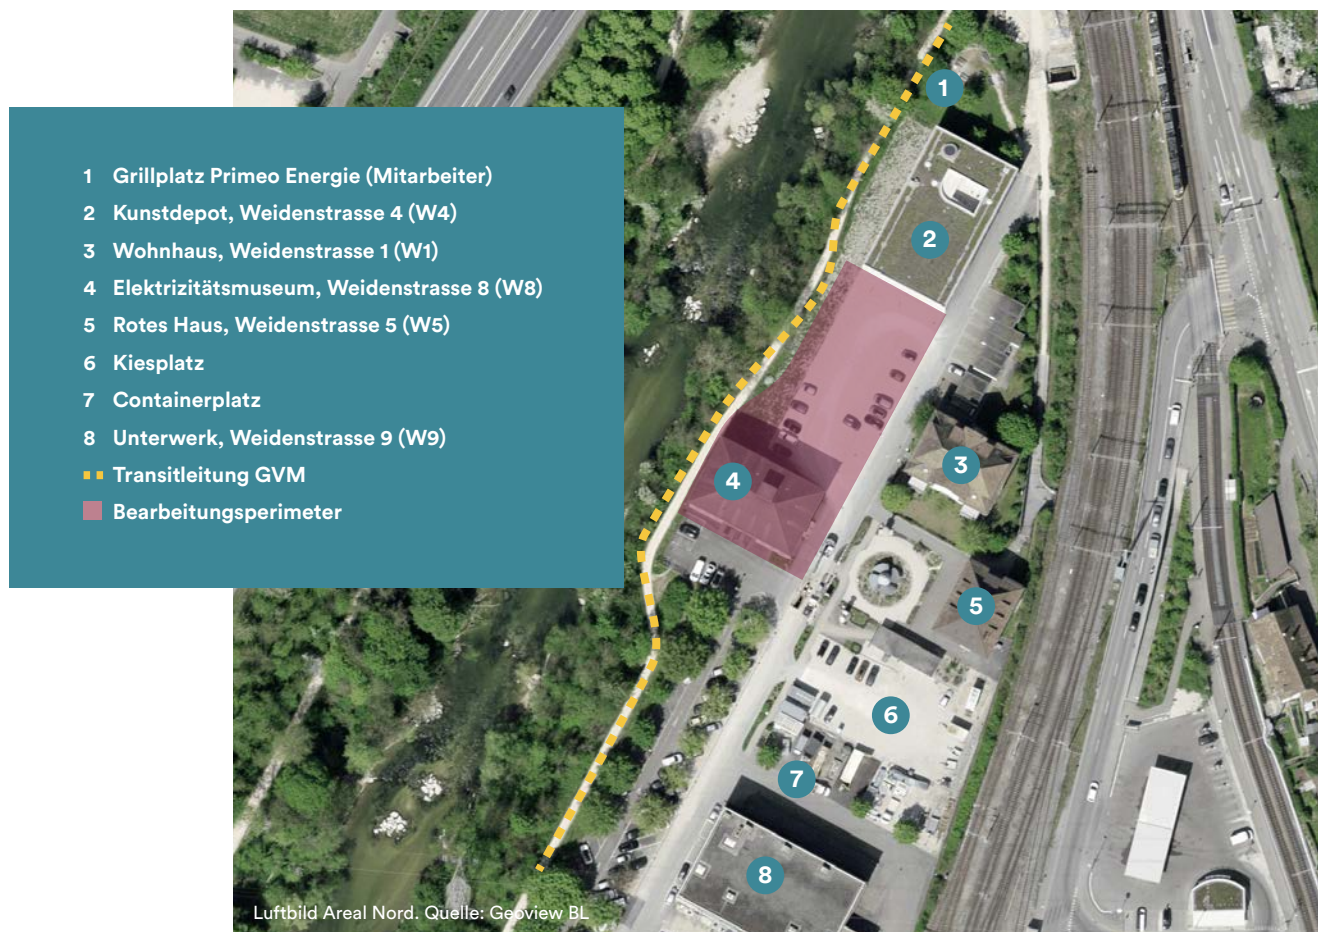 1 Grillplatz Primeo Energie (Mitarbeiter)
2 Kunstdepot, Weidenstrasse 4 (W4)
3 Wohnhaus, Weidenstrasse 1 (W1)
4 Elektrizitätsmuseum, Weidenstrasse 8 (W8)
5 Rotes Haus, Weidenstrasse 5 (W5)
6 Kiesplatz
7 Containerplatz
8 Unterwerk, Weidenstrasse 9 (W9)
Transitleitung GVM
Bearbeitungsperimeter
1
2
3
4
5
6
7
8
Luftbild Areal Nord. Quelle: Geoview BL